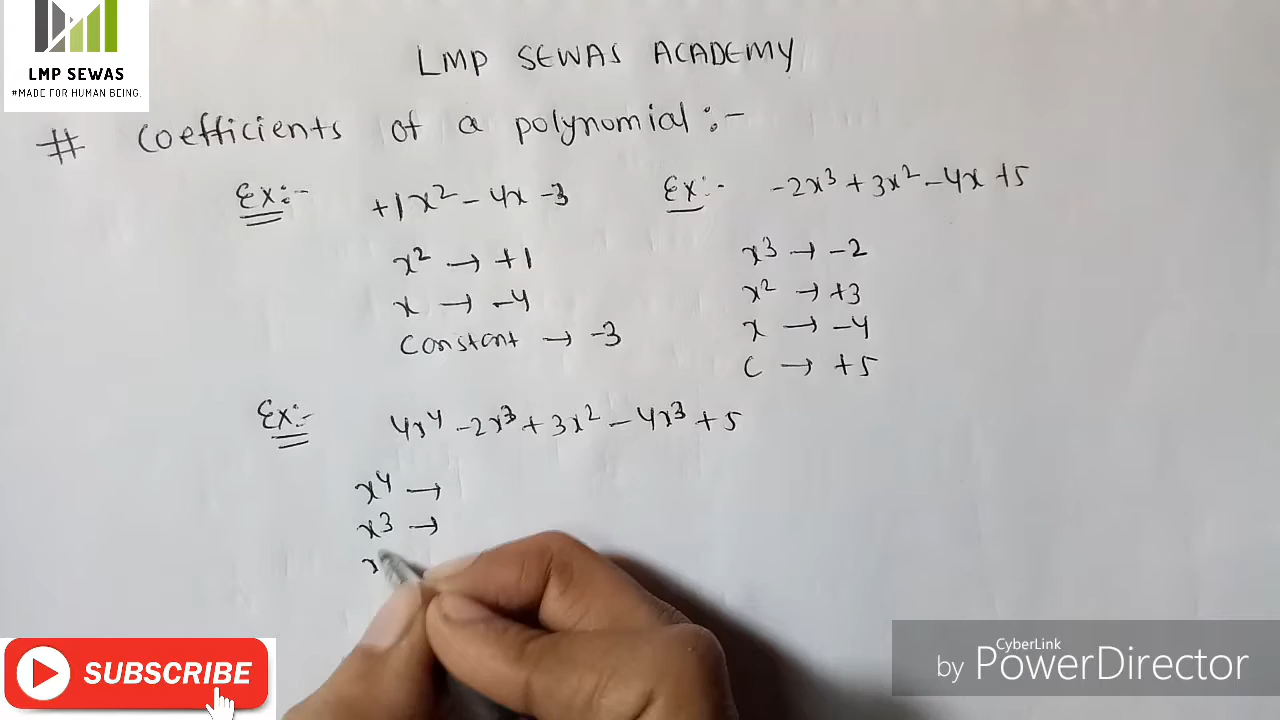 LMP SEWAS
#MADE FOR HUMAN BEING.
LMP SEWAS ACADEMY
# Coefficients of a polynomial :-
Ex:- +1x² - 4x -3
x² → +1
x → -4
Constant → -3
Ex:- -2x³ + 3x² - 4x + 5
x³ → -2
x² → +3
x → -4
C → +5
Ex:- 4x⁴ - 2x³ + 3x² - 4x³ + 5
x⁴ →
x³ →
x
SUBSCRIBE
by CyberLink PowerDirector